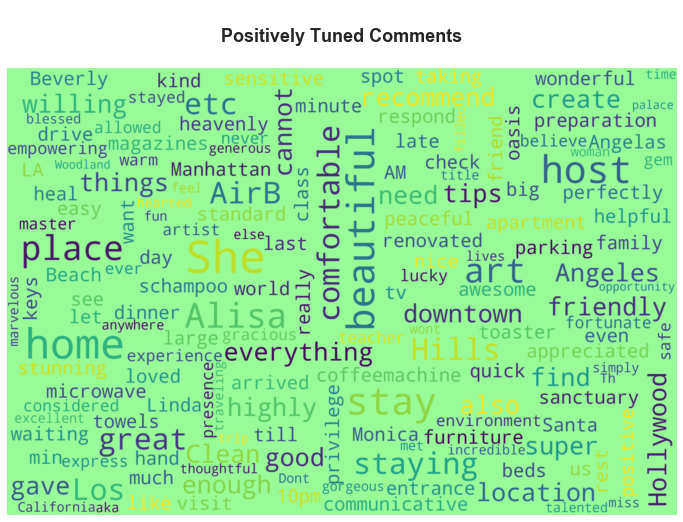 Positively Tuned Comments
Beverly kind sensitive spot taking wonderful time
willing stayed etc minute recommend create palace
blessed heavenly cannot respond filled oasis preparation
drive allowed magazines never late friend believe Angelas
empowering warm generous comfortable beautiful AM check host woman gem
LA Woodland Manhattan class title
heal things feel AirB need tips big perfectly
easy want fun standard peaceful apartment helpful
master artist else renovated parking family
place day She last nice lives art Angeles
marvelous keys Beach ever schampoo world really lucky awesome opportunity
see tv downtown friendly
let anywhere dinner Alisa teacher wont toaster fortunate even safe
home experience large gracious everything Hills appreciated
stunning loved arrived coffeemachine quick find simply Th
microwave presence traveling privilege stay sanctuary
considered Linda highly also Hollywood
excellent towels environment Santa
waiting great Clean till Monica furniture super positive
min express hand good met incredible rest
thoughtful staying beds us
gave much enough Dont gorgeous entrance location
Los like visit 10pm communicative talented miss
Californiaaka